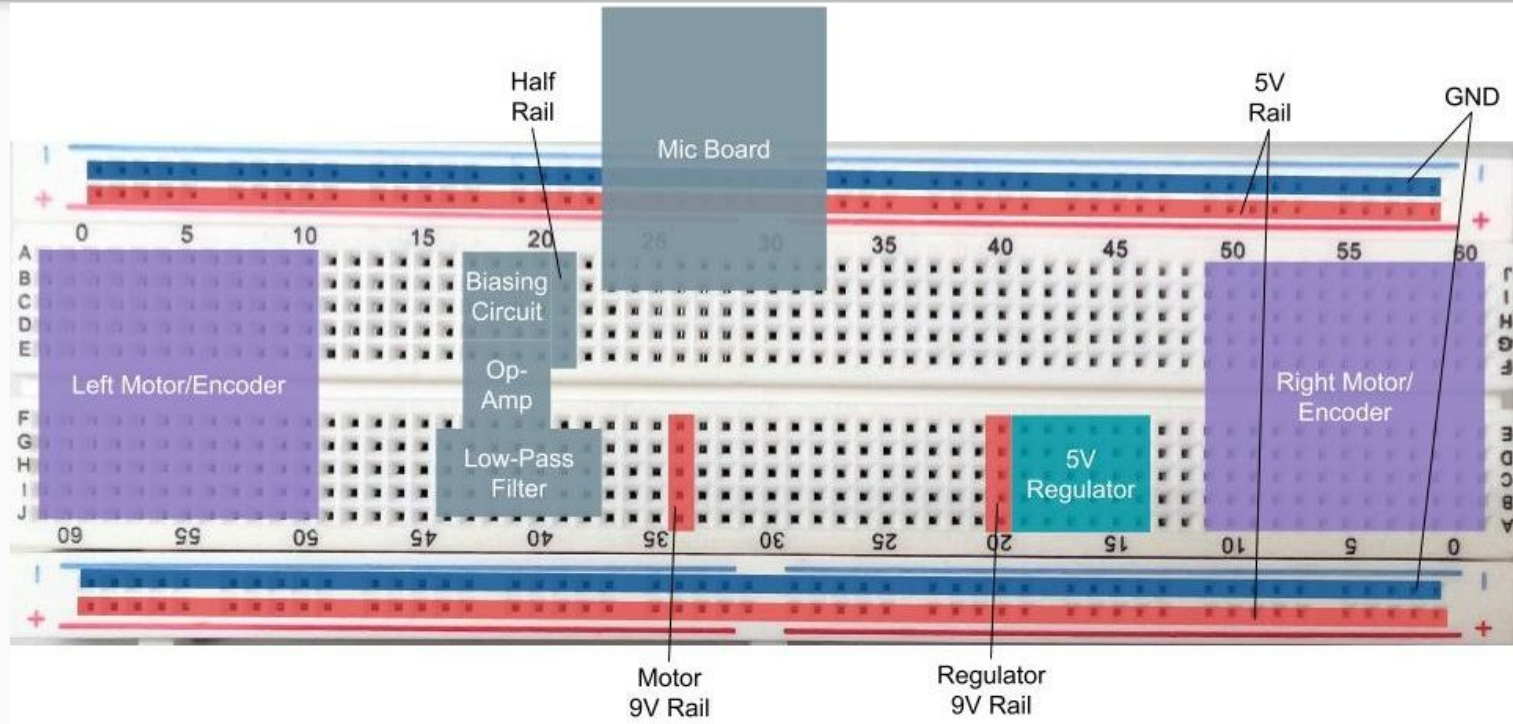 Half
Rail
5V
Rail
GND
Mic Board
0 5 10 15 20 25 30 35 40 45 50 55 60
A
B
C
D
E
Biasing
Circuit
J
I
H
G
F
Left Motor/Encoder
Op-
Amp
Right Motor/
Encoder
F
G
H
I
J
Low-Pass
Filter
5V
Regulator
E
D
C
B
A
60 55 50 45 40 35 30 25 20 15 10 5 0
Motor
9V Rail
Regulator
9V Rail